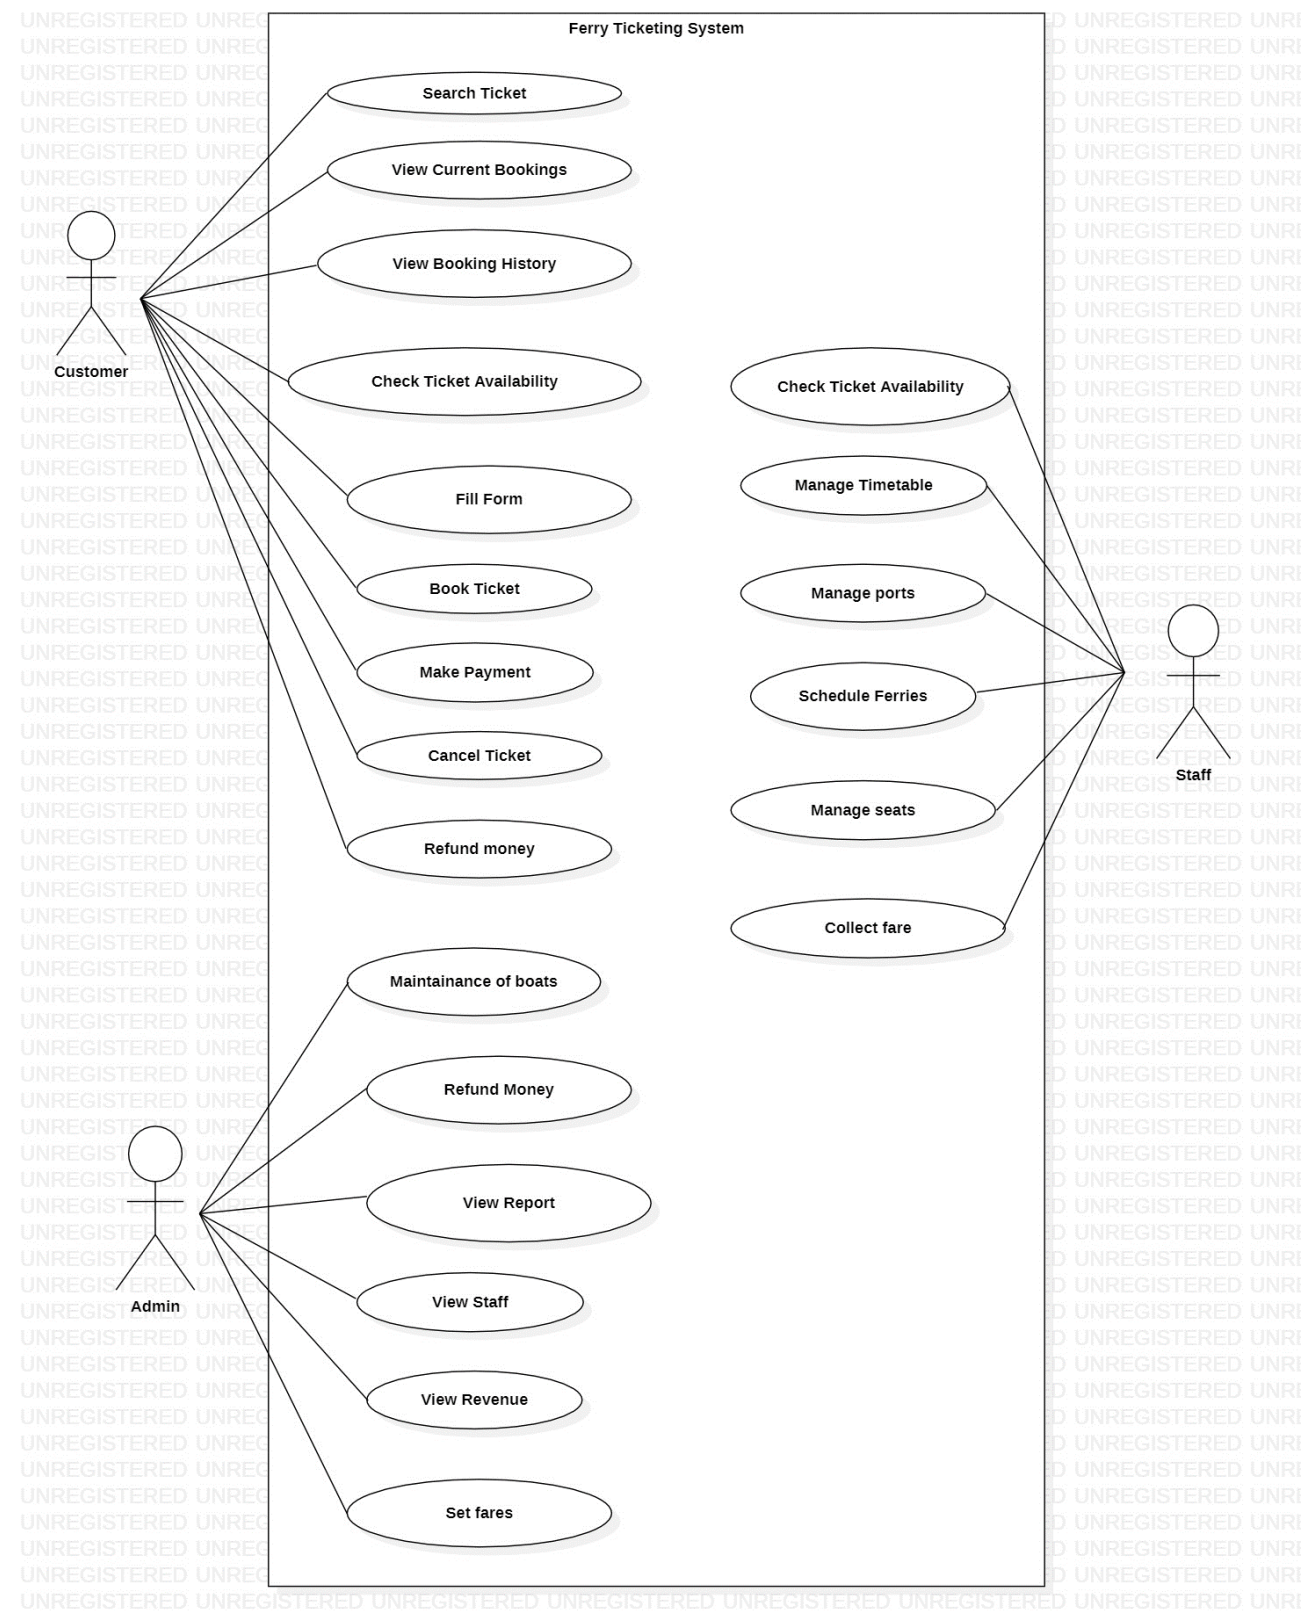 Ferry Ticketing System
Search Ticket
View Current Bookings
View Booking History
Customer
Check Ticket Availability
Check Ticket Availability
Manage Timetable
Fill Form
Book Ticket
Manage ports
Make Payment
Schedule Ferries
Cancel Ticket
Staff
Manage seats
Refund money
Collect fare
Maintainance of boats
Refund Money
View Report
View Staff
Admin
View Revenue
Set fares
UNREGISTERED